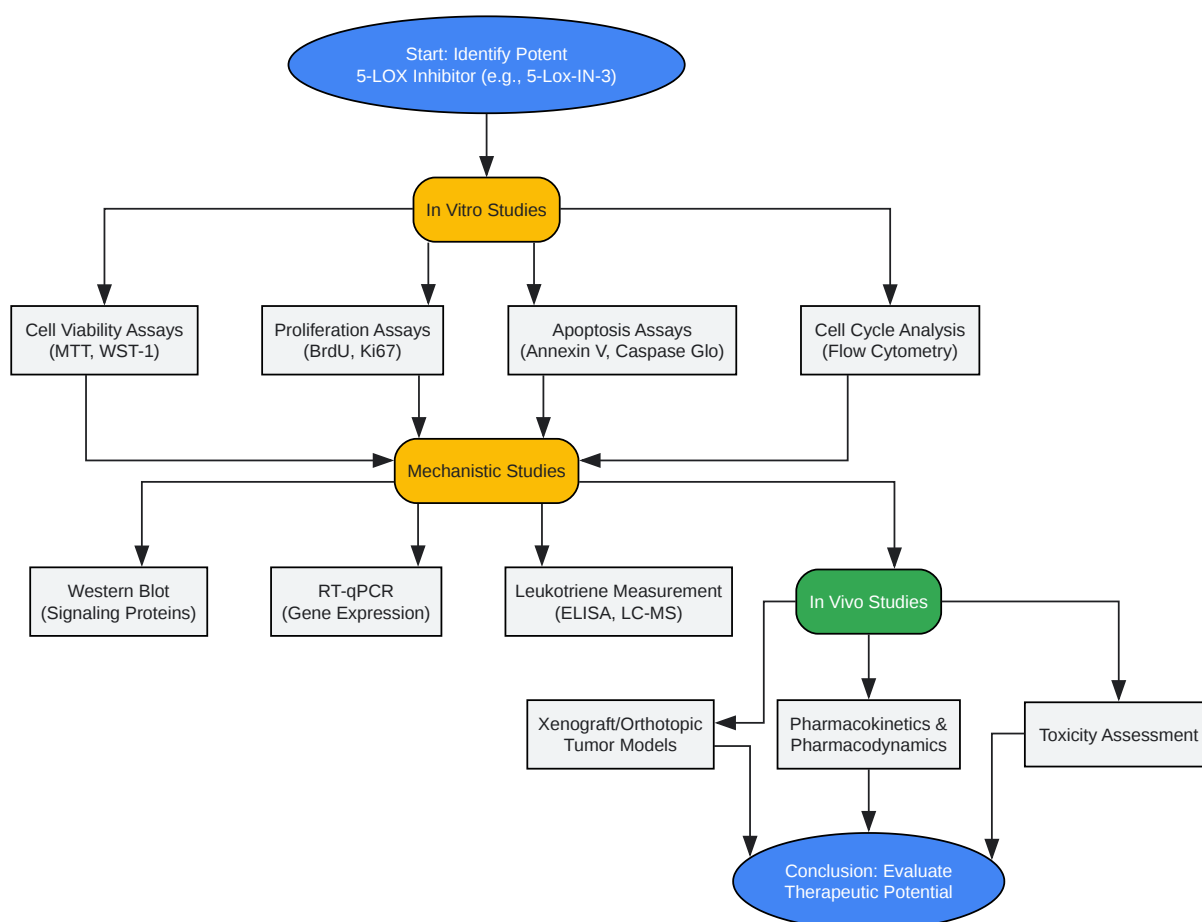 Start: Identify Potent
5-LOX Inhibitor (e.g., 5-Lox-IN-3)
In Vitro Studies
Cell Viability Assays
(MTT, WST-1)
Proliferation Assays
(BrdU, Ki67)
Apoptosis Assays
(Annexin V, Caspase Glo)
Cell Cycle Analysis
(Flow Cytometry)
Mechanistic Studies
Western Blot
(Signaling Proteins)
RT-qPCR
(Gene Expression)
Leukotriene Measurement
(ELISA, LC-MS)
In Vivo Studies
Xenograft/Orthotopic
Tumor Models
Pharmacokinetics &
Pharmacodynamics
Toxicity Assessment
Conclusion: Evaluate
Therapeutic Potential